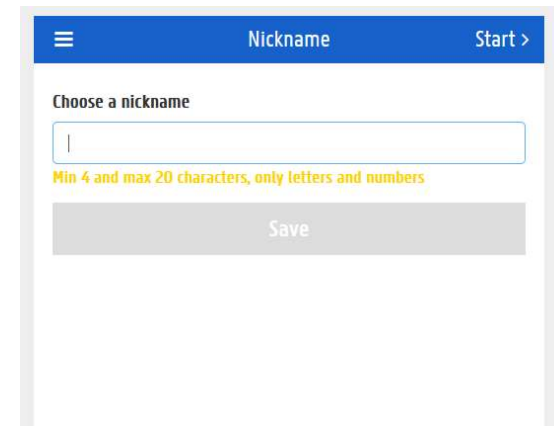 Nickname
Start >
Choose a nickname
Min 4 and max 20 characters, only letters and numbers
Save